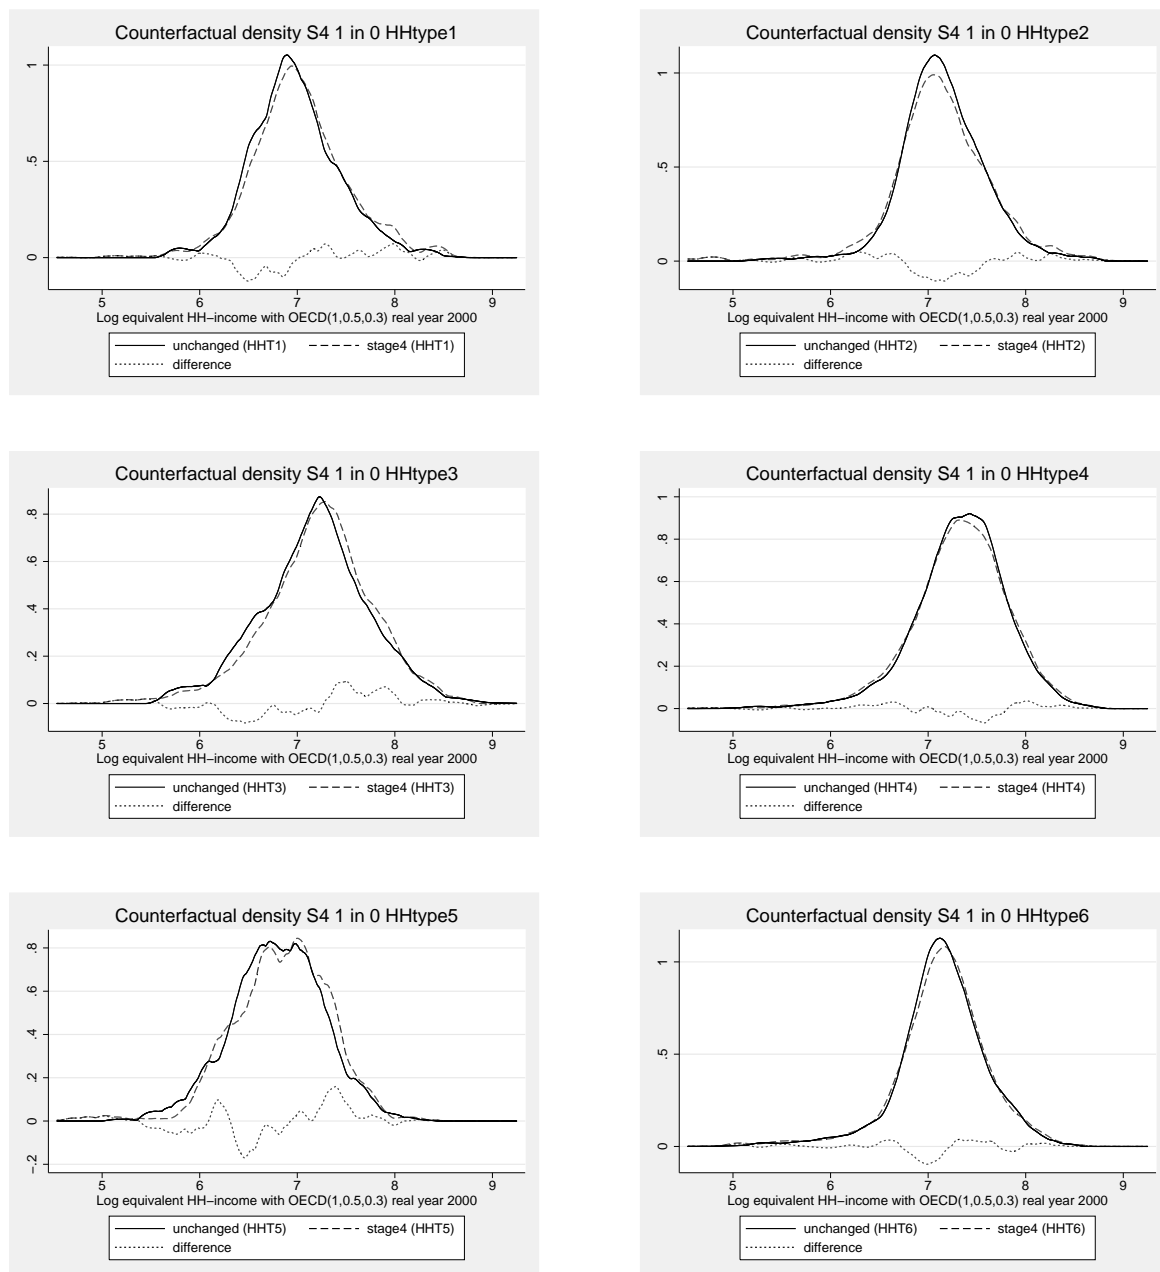 Counterfactual density S4 1 in 0 HHtype1
1
.5
0
5 6 7 8 9
Log equivalent HH−income with OECD(1,0.5,0.3) real year 2000
unchanged (HHT1) stage4 (HHT1)
difference
Counterfactual density S4 1 in 0 HHtype2
1
.5
0
5 6 7 8 9
Log equivalent HH−income with OECD(1,0.5,0.3) real year 2000
unchanged (HHT2) stage4 (HHT2)
difference
Counterfactual density S4 1 in 0 HHtype3
.8
.6
.4
.2
0
5 6 7 8 9
Log equivalent HH−income with OECD(1,0.5,0.3) real year 2000
unchanged (HHT3) stage4 (HHT3)
difference
Counterfactual density S4 1 in 0 HHtype4
1
.8
.6
.4
.2
0
5 6 7 8 9
Log equivalent HH−income with OECD(1,0.5,0.3) real year 2000
unchanged (HHT4) stage4 (HHT4)
difference
Counterfactual density S4 1 in 0 HHtype5
.8
.6
.4
.2
0
−.2
5 6 7 8 9
Log equivalent HH−income with OECD(1,0.5,0.3) real year 2000
unchanged (HHT5) stage4 (HHT5)
difference
Counterfactual density S4 1 in 0 HHtype6
1
.5
0
5 6 7 8 9
Log equivalent HH−income with OECD(1,0.5,0.3) real year 2000
unchanged (HHT6) stage4 (HHT6)
difference